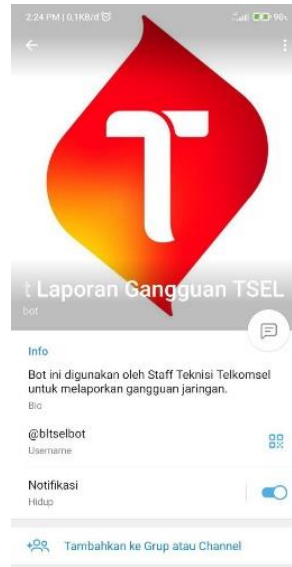 2:24 PM | 0,1KB/d
90
T
t Laporan Gangguan TSEL
bot
Info
Bot ini digunakan oleh Staff Teknisi Telkomsel
untuk melaporkan gangguan jaringan.
Bio
@bltselbot
Username
Notifikasi
Hidup
Tambahkan ke Grup atau Channel